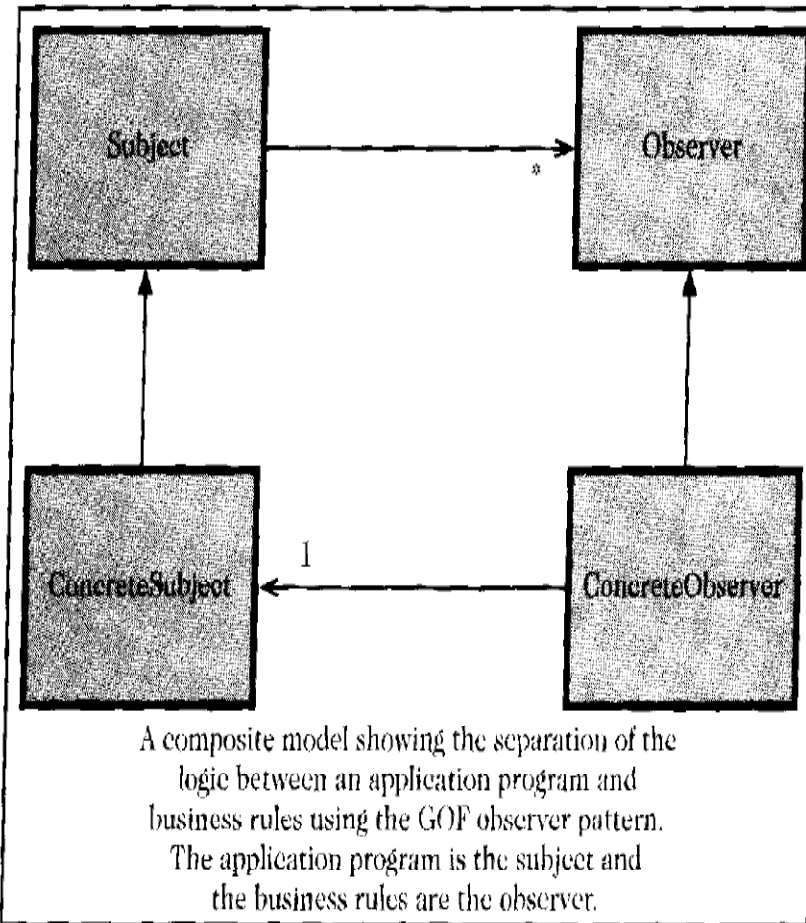 Subject
Observer
*
1
ConcreteSubject
ConcreteObserver
A composite model showing the separation of the
logic between an application program and
business rules using the GOF observer pattern.
The application program is the subject and
the business rules are the observer.